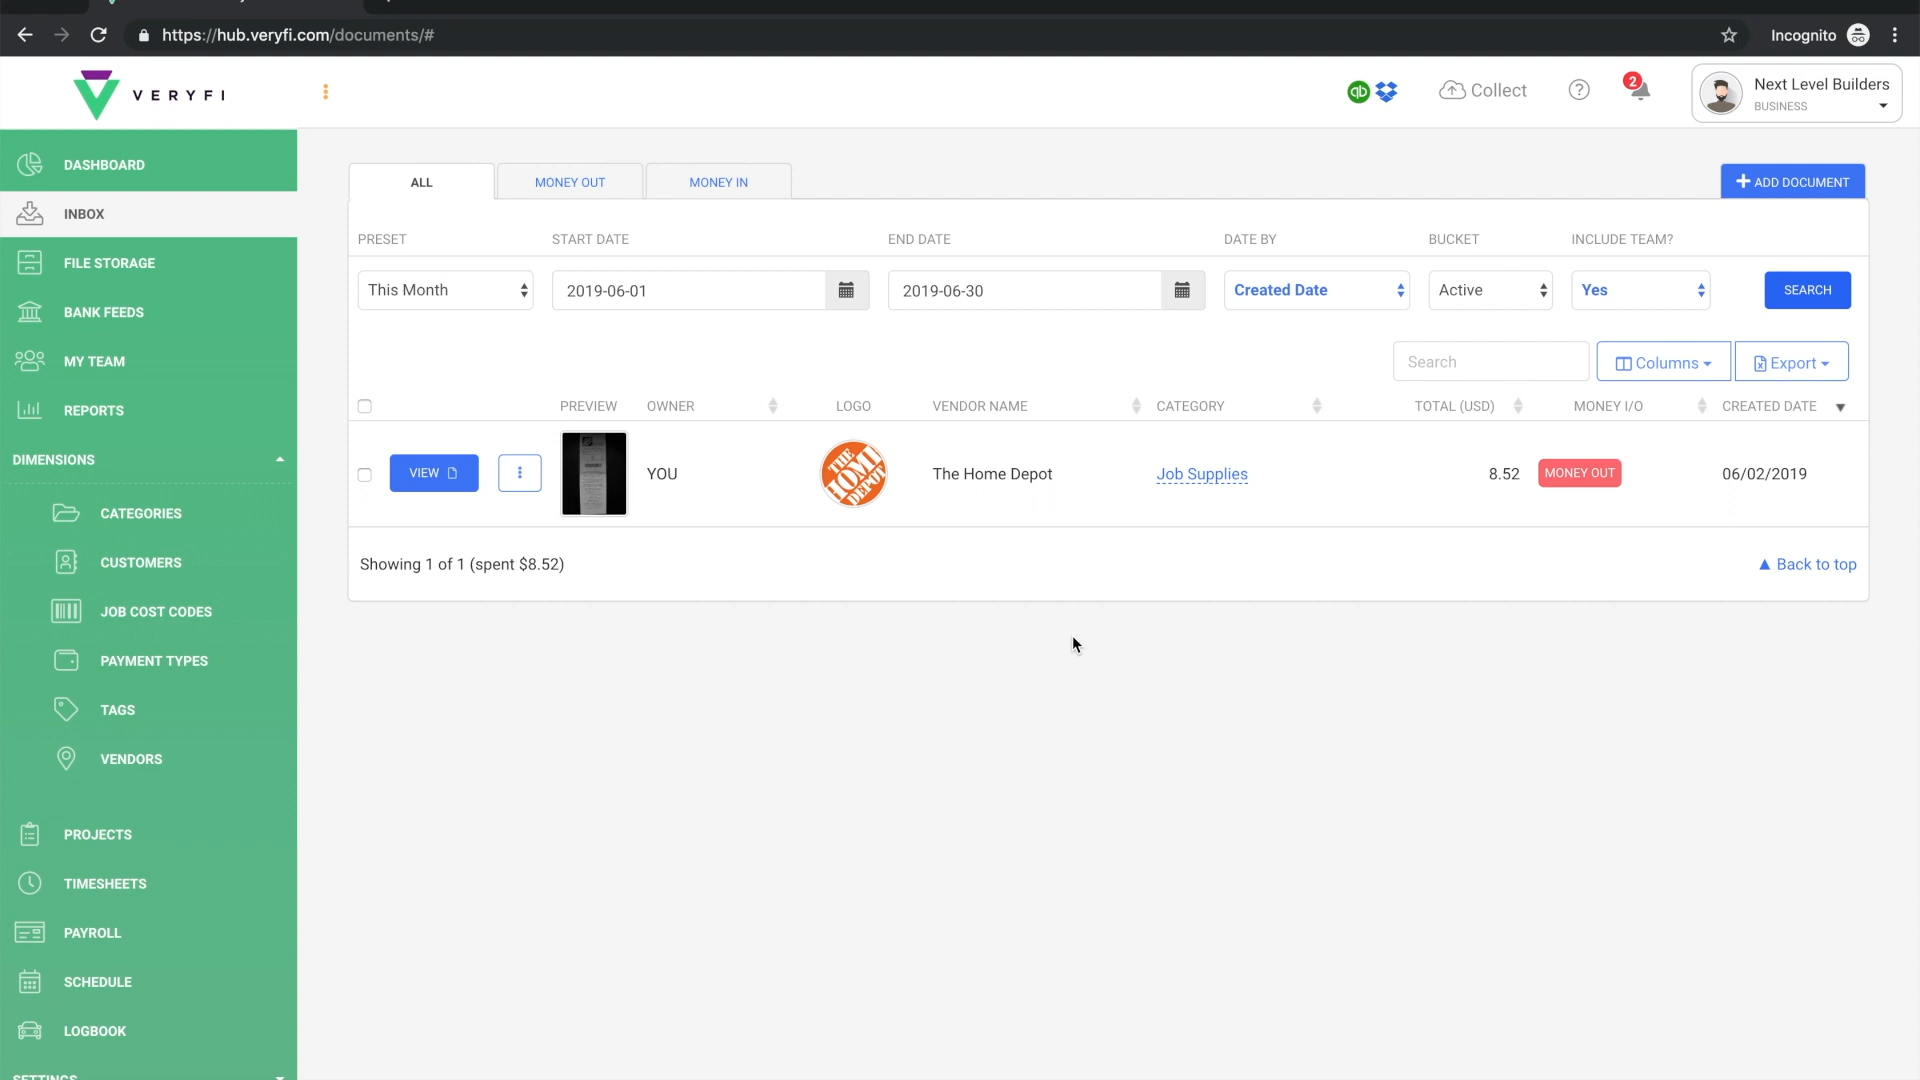 https://hub.veryfi.com/documents/#
Incognito
VERYFI
qb
Collect
?
2
Next Level Builders
BUSINESS
DASHBOARD
INBOX
FILE STORAGE
BANK FEEDS
MY TEAM
REPORTS
DIMENSIONS
CATEGORIES
CUSTOMERS
JOB COST CODES
PAYMENT TYPES
TAGS
VENDORS
PROJECTS
TIMESHEETS
PAYROLL
SCHEDULE
LOGBOOK
SETTINGS
ALL MONEY OUT MONEY IN
+ ADD DOCUMENT
PRESET START DATE END DATE DATE BY BUCKET INCLUDE TEAM?
This Month 2019-06-01 2019-06-30 Created Date Active Yes SEARCH
Search Columns Export
PREVIEW OWNER LOGO VENDOR NAME CATEGORY TOTAL (USD) MONEY I/O CREATED DATE
VIEW YOU THE HOME DEPOT The Home Depot Job Supplies 8.52 MONEY OUT 06/02/2019
Showing 1 of 1 (spent $8.52) Back to top